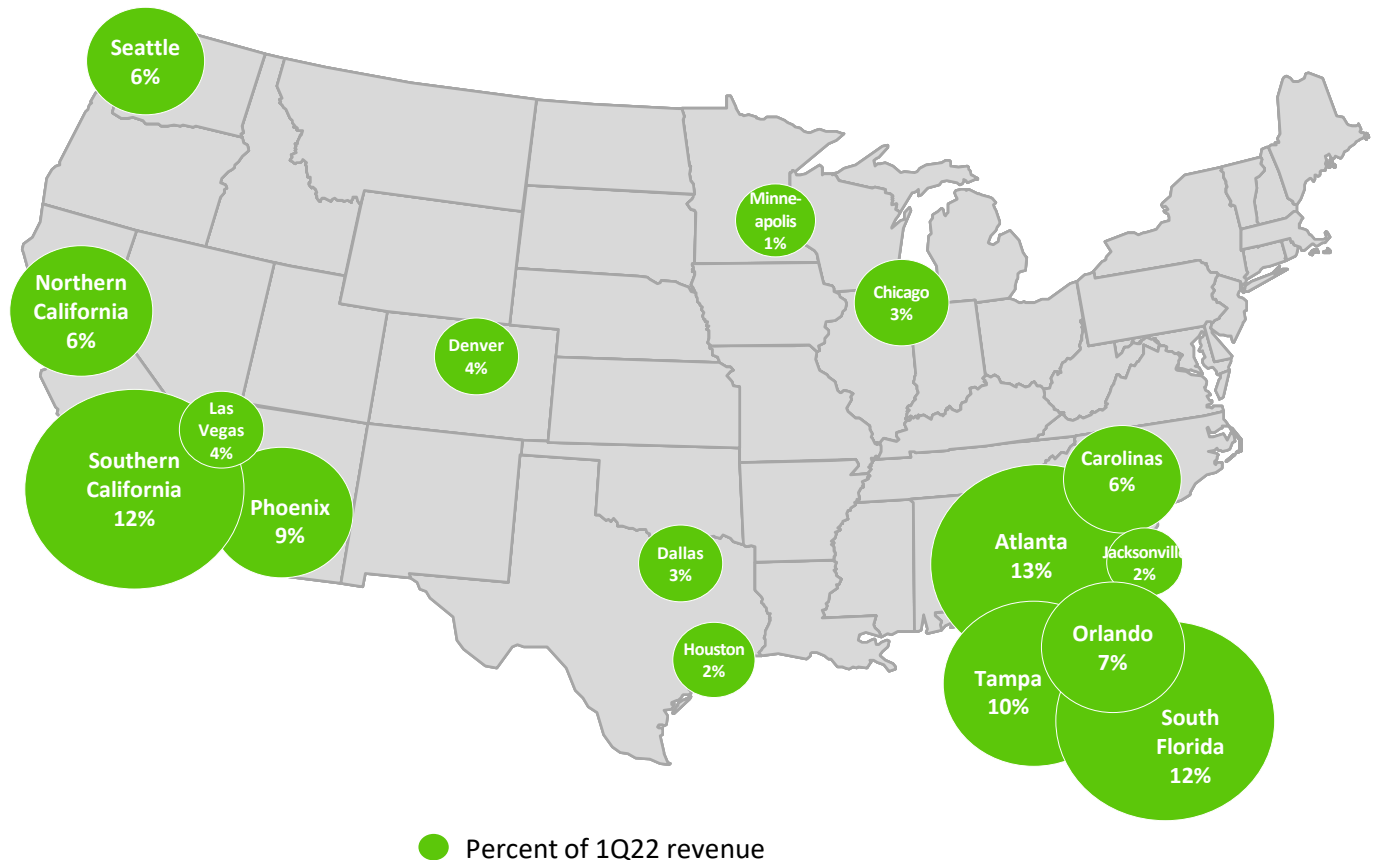 Seattle
6%
Minne-
apolis
1%
Northern
California
6%
Chicago
3%
Denver
4%
Las
Vegas
4%
Southern
California
12%
Phoenix
9%
Carolinas
6%
Atlanta
13%
Jacksonville
2%
Dallas
3%
Houston
2%
Orlando
7%
Tampa
10%
South
Florida
12%
Percent of 1Q22 revenue